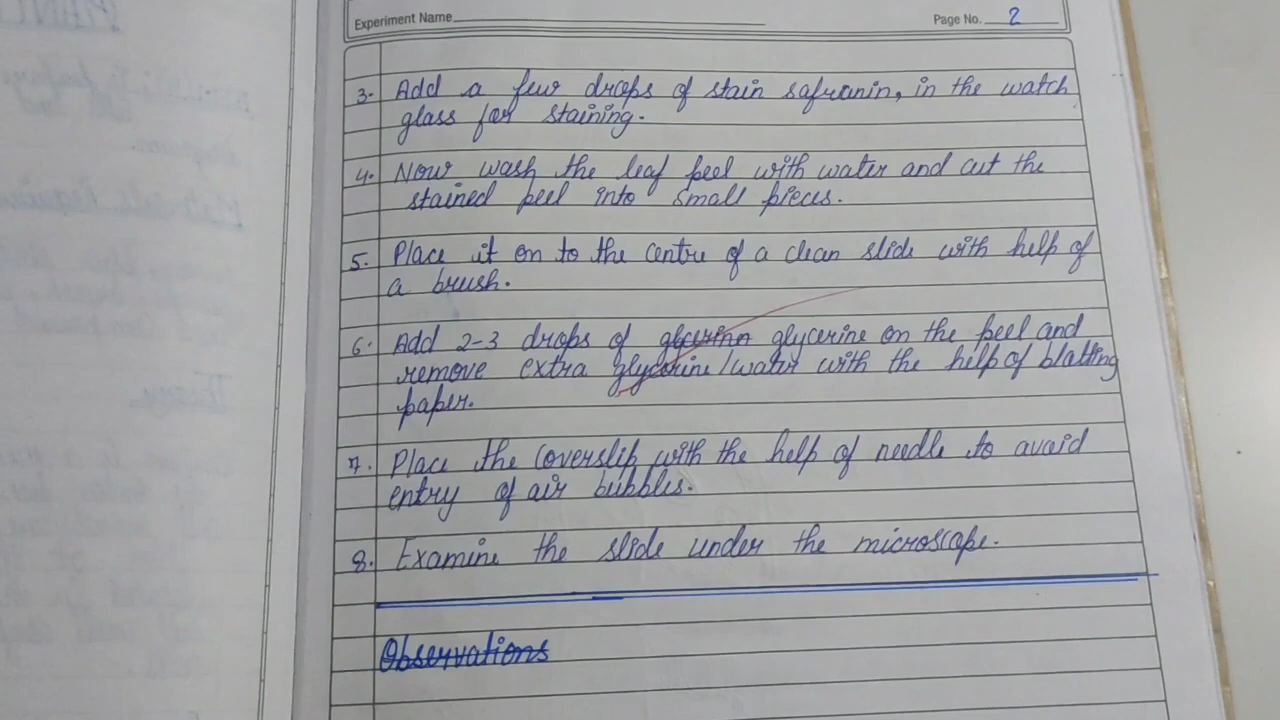 Experiment Name
Page No. 2
3. Add a few drops of stain safranin, in the watch
glass for staining.
4. Now wash the leaf peel with water and cut the
stained peel into small pieces.
5. Place it on to the centre of a clean slide with help of
a brush.
6. Add 2-3 drops of glycerine on the peel and
remove extra glycerine/water with the help of blatting
paper.
7. Place the coverslip with the help of needle to avoid
entry of air bubbles.
8. Examine the slide under the microscope.
Observations